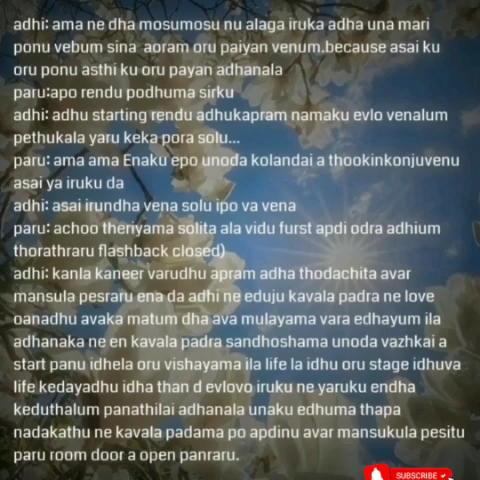 adhi: ama ne dha mosumosu nu alaga iruka adha una mari
ponu vebum sina aoram oru paiyan venum.because asai ku
oru ponu asthi ku oru payan adhanala
paru:apo rendu podhuma sirku
adhi: adhu starting rendu adhukapram namaku evlo venalum
pethukala yaru keka pora solu...
paru: ama ama Enaku epo unoda kolandai a thookinkonjuvenu
asai ya iruku da
adhi: asai irundha vena solu ipo va vena
paru: achoo theriyama solita ala vidu furst apdi odra adhium
thorathraru flashback closed)
adhi: kanla kaneer varudhu apram adha thodachita avar
mansula pesraru ena da adhi ne eduju kavala padra ne love
oanadhu avaka matum dha ava mulayama vara edhayum ila
adhanaka ne en kavala padra sandhoshama unoda vazhkai a
start panu idhela oru vishayama ila life la idhu oru stage idhuva
life kedayadhu idha than d evlovo iruku ne yaruku endha
keduthalum panathilai adhanala unaku edhuma thapa
nadakathu ne kavala padama po apdinu avar mansukula pesitu
paru room door a open panraru.
SUBSCRIBE